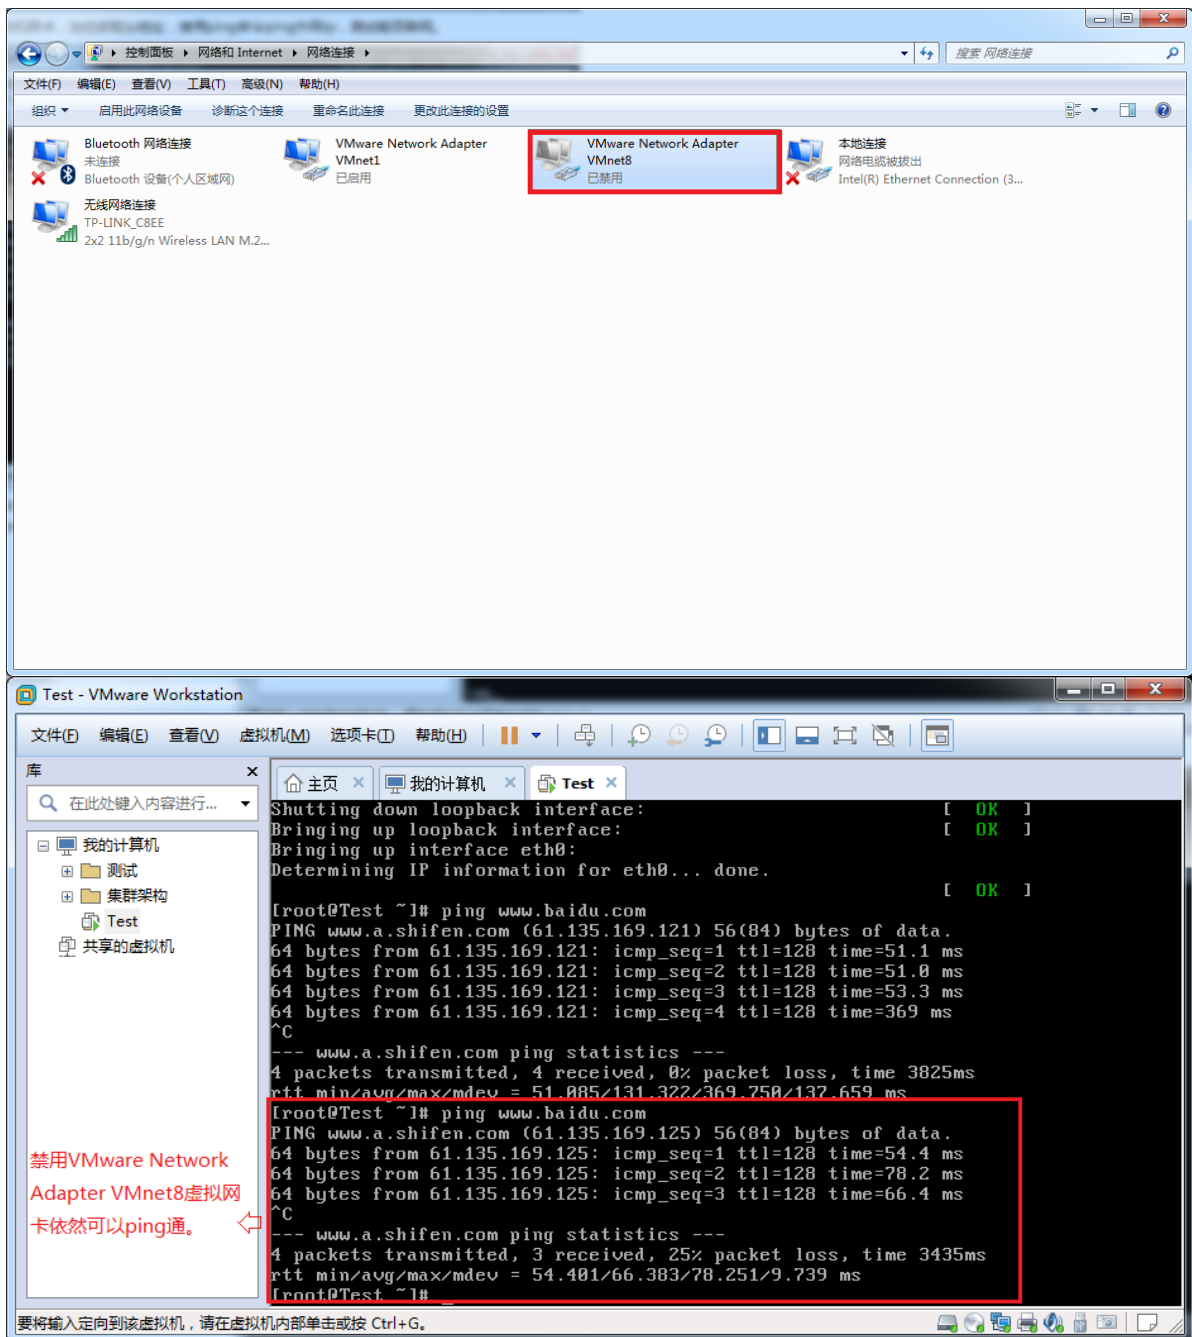 控制面板 ▸ 网络和 Internet ▸ 网络连接 ▸
搜索 网络连接
文件(F) 编辑(E) 查看(V) 工具(T) 高级(N) 帮助(H)
组织 启用此网络设备 诊断这个连接 重命名此连接 更改此连接的设置
Bluetooth 网络连接
未连接
Bluetooth 设备(个人区域网)
VMware Network Adapter
VMnet1
已启用
VMware Network Adapter
VMnet8
已禁用
本地连接
网络电缆被拔出
Intel(R) Ethernet Connection (3...
无线网络连接
TP-LINK_C8EE
2x2 11b/g/n Wireless LAN M.2...
Test - VMware Workstation
文件(F) 编辑(E) 查看(V) 虚拟机(M) 选项卡(T) 帮助(H)
库
在此处键入内容进行...
我的计算机
测试
集群架构
Test
共享的虚拟机
主页 我的计算机 Test
Shutting down loopback interface: [ OK ]
Bringing up loopback interface: [ OK ]
Bringing up interface eth0:
Determining IP information for eth0... done.
[ OK ]
[root@Test ~]# ping www.baidu.com
PING www.a.shifen.com (61.135.169.121) 56(84) bytes of data.
64 bytes from 61.135.169.121: icmp_seq=1 ttl=128 time=51.1 ms
64 bytes from 61.135.169.121: icmp_seq=2 ttl=128 time=51.0 ms
64 bytes from 61.135.169.121: icmp_seq=3 ttl=128 time=53.3 ms
64 bytes from 61.135.169.121: icmp_seq=4 ttl=128 time=369 ms
^C
--- www.a.shifen.com ping statistics ---
4 packets transmitted, 4 received, 0% packet loss, time 3825ms
rtt min/avg/max/mdev = 51.085/131.322/369.750/137.659 ms
[root@Test ~]# ping www.baidu.com
PING www.a.shifen.com (61.135.169.125) 56(84) bytes of data.
64 bytes from 61.135.169.125: icmp_seq=1 ttl=128 time=54.4 ms
64 bytes from 61.135.169.125: icmp_seq=2 ttl=128 time=78.2 ms
64 bytes from 61.135.169.125: icmp_seq=3 ttl=128 time=66.4 ms
^C
--- www.a.shifen.com ping statistics ---
4 packets transmitted, 3 received, 25% packet loss, time 3435ms
rtt min/avg/max/mdev = 54.401/66.383/78.251/9.739 ms
[root@Test ~]# _
禁用VMware Network
Adapter VMnet8虚拟网
卡依然可以ping通。
要将输入定向到该虚拟机，请在虚拟机内部单击或按 Ctrl+G。